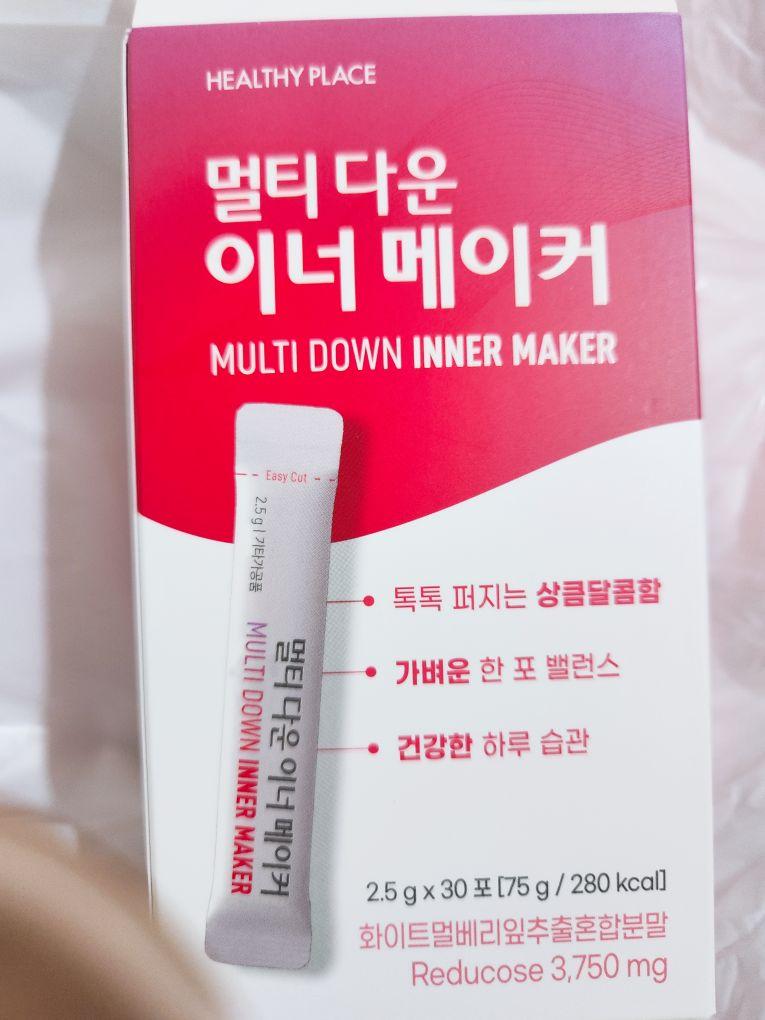 HEALTHY PLACE
멀티 다운
이너 메이커
MULTI DOWN INNER MAKER
Easy Cut
2.5 g | 기타가공품
멀티 다운 이너 메이커
MULTI DOWN INNER MAKER
톡톡 퍼지는 상큼달콤함
가벼운 한 포 밸런스
건강한 하루 습관
2.5 g x 30 포 [75 g / 280 kcal]
화이트멀베리잎추출혼합분말
Reducose 3,750 mg